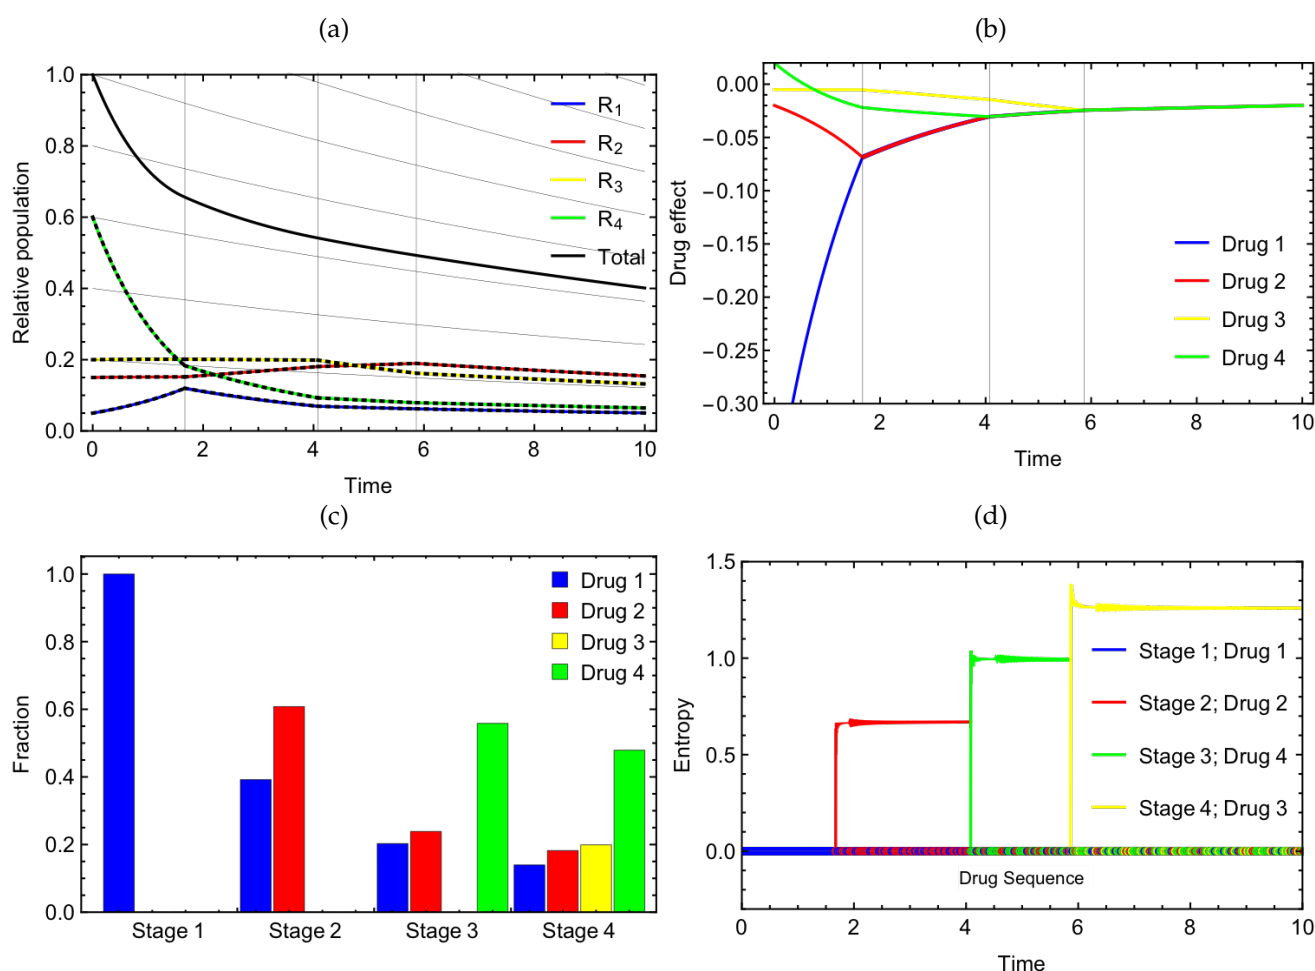 (a)
Relative population
1.0
0.8
0.6
0.4
0.2
0.0
R1
R2
R3
R4
Total
0 2 4 6 8 10
Time
(b)
Drug effect
0.00
−0.05
−0.10
−0.15
−0.20
−0.25
−0.30
Drug 1
Drug 2
Drug 3
Drug 4
0 2 4 6 8 10
Time
(c)
Fraction
1.0
0.8
0.6
0.4
0.2
0.0
Drug 1
Drug 2
Drug 3
Drug 4
Stage 1 Stage 2 Stage 3 Stage 4
(d)
Entropy
1.5
1.0
0.5
0.0
Stage 1; Drug 1
Stage 2; Drug 2
Stage 3; Drug 4
Stage 4; Drug 3
Drug Sequence
0 2 4 6 8 10
Time